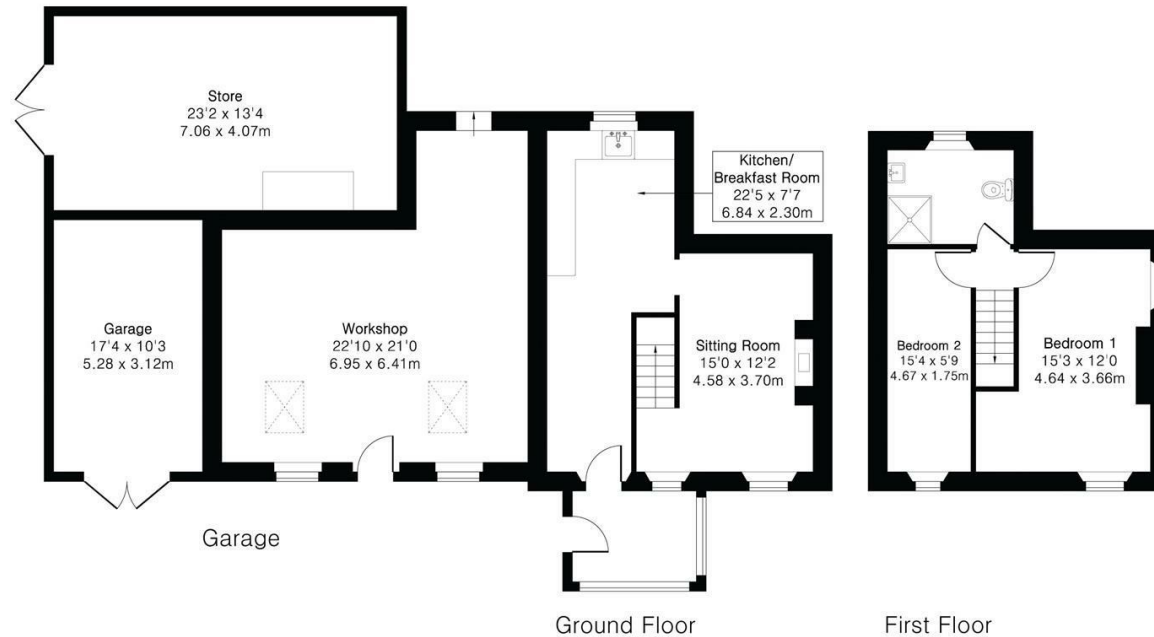 Store
23'2 x 13'4
7.06 x 4.07m
Kitchen/
Breakfast Room
22'5 x 7'7
6.84 x 2.30m
Garage
17'4 x 10'3
5.28 x 3.12m
Workshop
22'10 x 21'0
6.95 x 6.41m
Sitting Room
15'0 x 12'2
4.58 x 3.70m
Bedroom 2
15'4 x 5'9
4.67 x 1.75m
Bedroom 1
15'3 x 12'0
4.64 x 3.66m
Garage
Ground Floor
First Floor